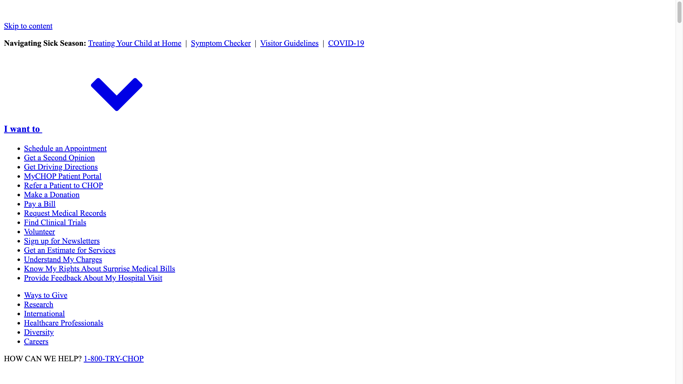 Skip to content
Navigating Sick Season: Treating Your Child at Home | Symptom Checker | Visitor Guidelines | COVID-19
I want to
Schedule an Appointment
Get a Second Opinion
Get Driving Directions
MyCHOP Patient Portal
Refer a Patient to CHOP
Make a Donation
Pay a Bill
Request Medical Records
Find Clinical Trials
Volunteer
Sign up for Newsletters
Get an Estimate for Services
Understand My Charges
Know My Rights About Surprise Medical Bills
Provide Feedback About My Hospital Visit
Ways to Give
Research
International
Healthcare Professionals
Diversity
Careers
HOW CAN WE HELP? 1-800-TRY-CHOP